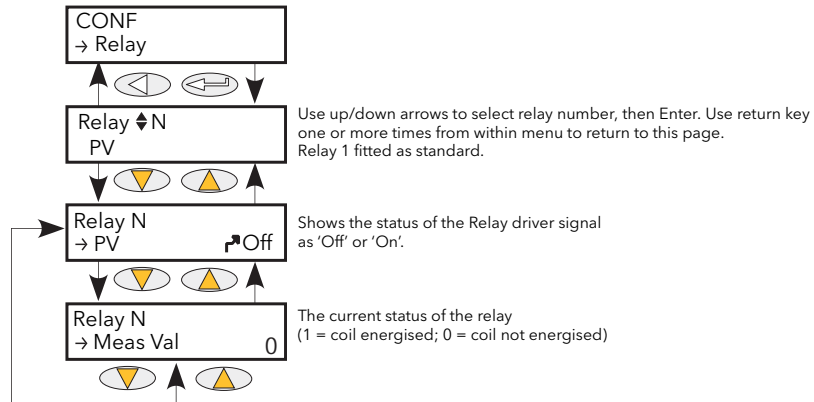 CONF
→ Relay
Relay ♦N
PV
Use up/down arrows to select relay number, then Enter. Use return key
one or more times from within menu to return to this page.
Relay 1 fitted as standard.
Relay N
→ PV Off
Shows the status of the Relay driver signal
as ‘Off’ or ‘On’.
Relay N
→ Meas Val 0
The current status of the relay
(1 = coil energised; 0 = coil not energised)